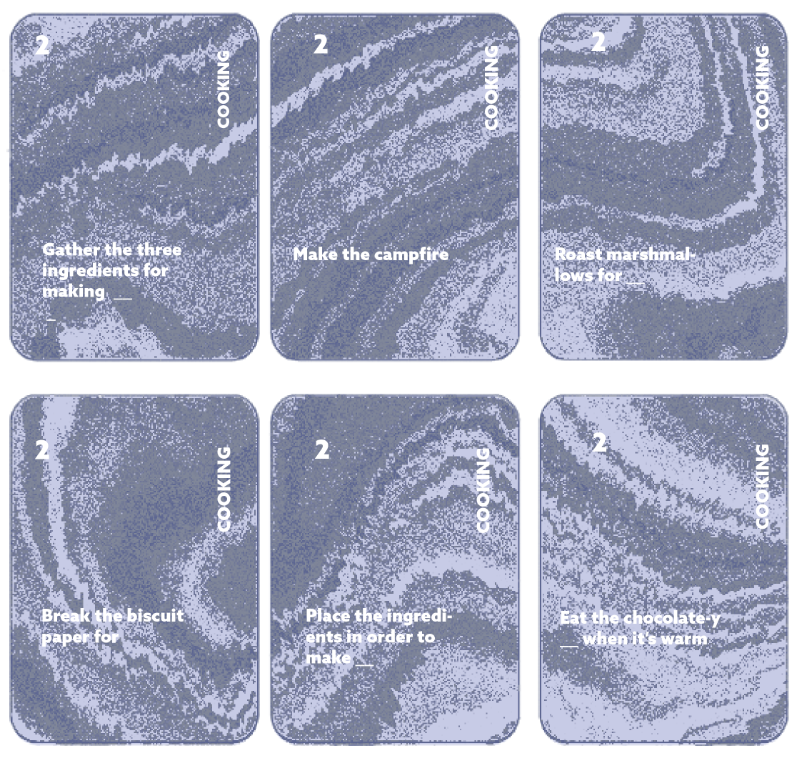 2
COOKING
Gather the three
ingredients for
making __
_
2
COOKING
Make the campfire
2
COOKING
Roast marshmal-
lows for __
2
COOKING
Break the biscuit
paper for
2
COOKING
Place the ingredi-
ents in order to
make __
2
COOKING
Eat the chocolate-y
__ when it's warm